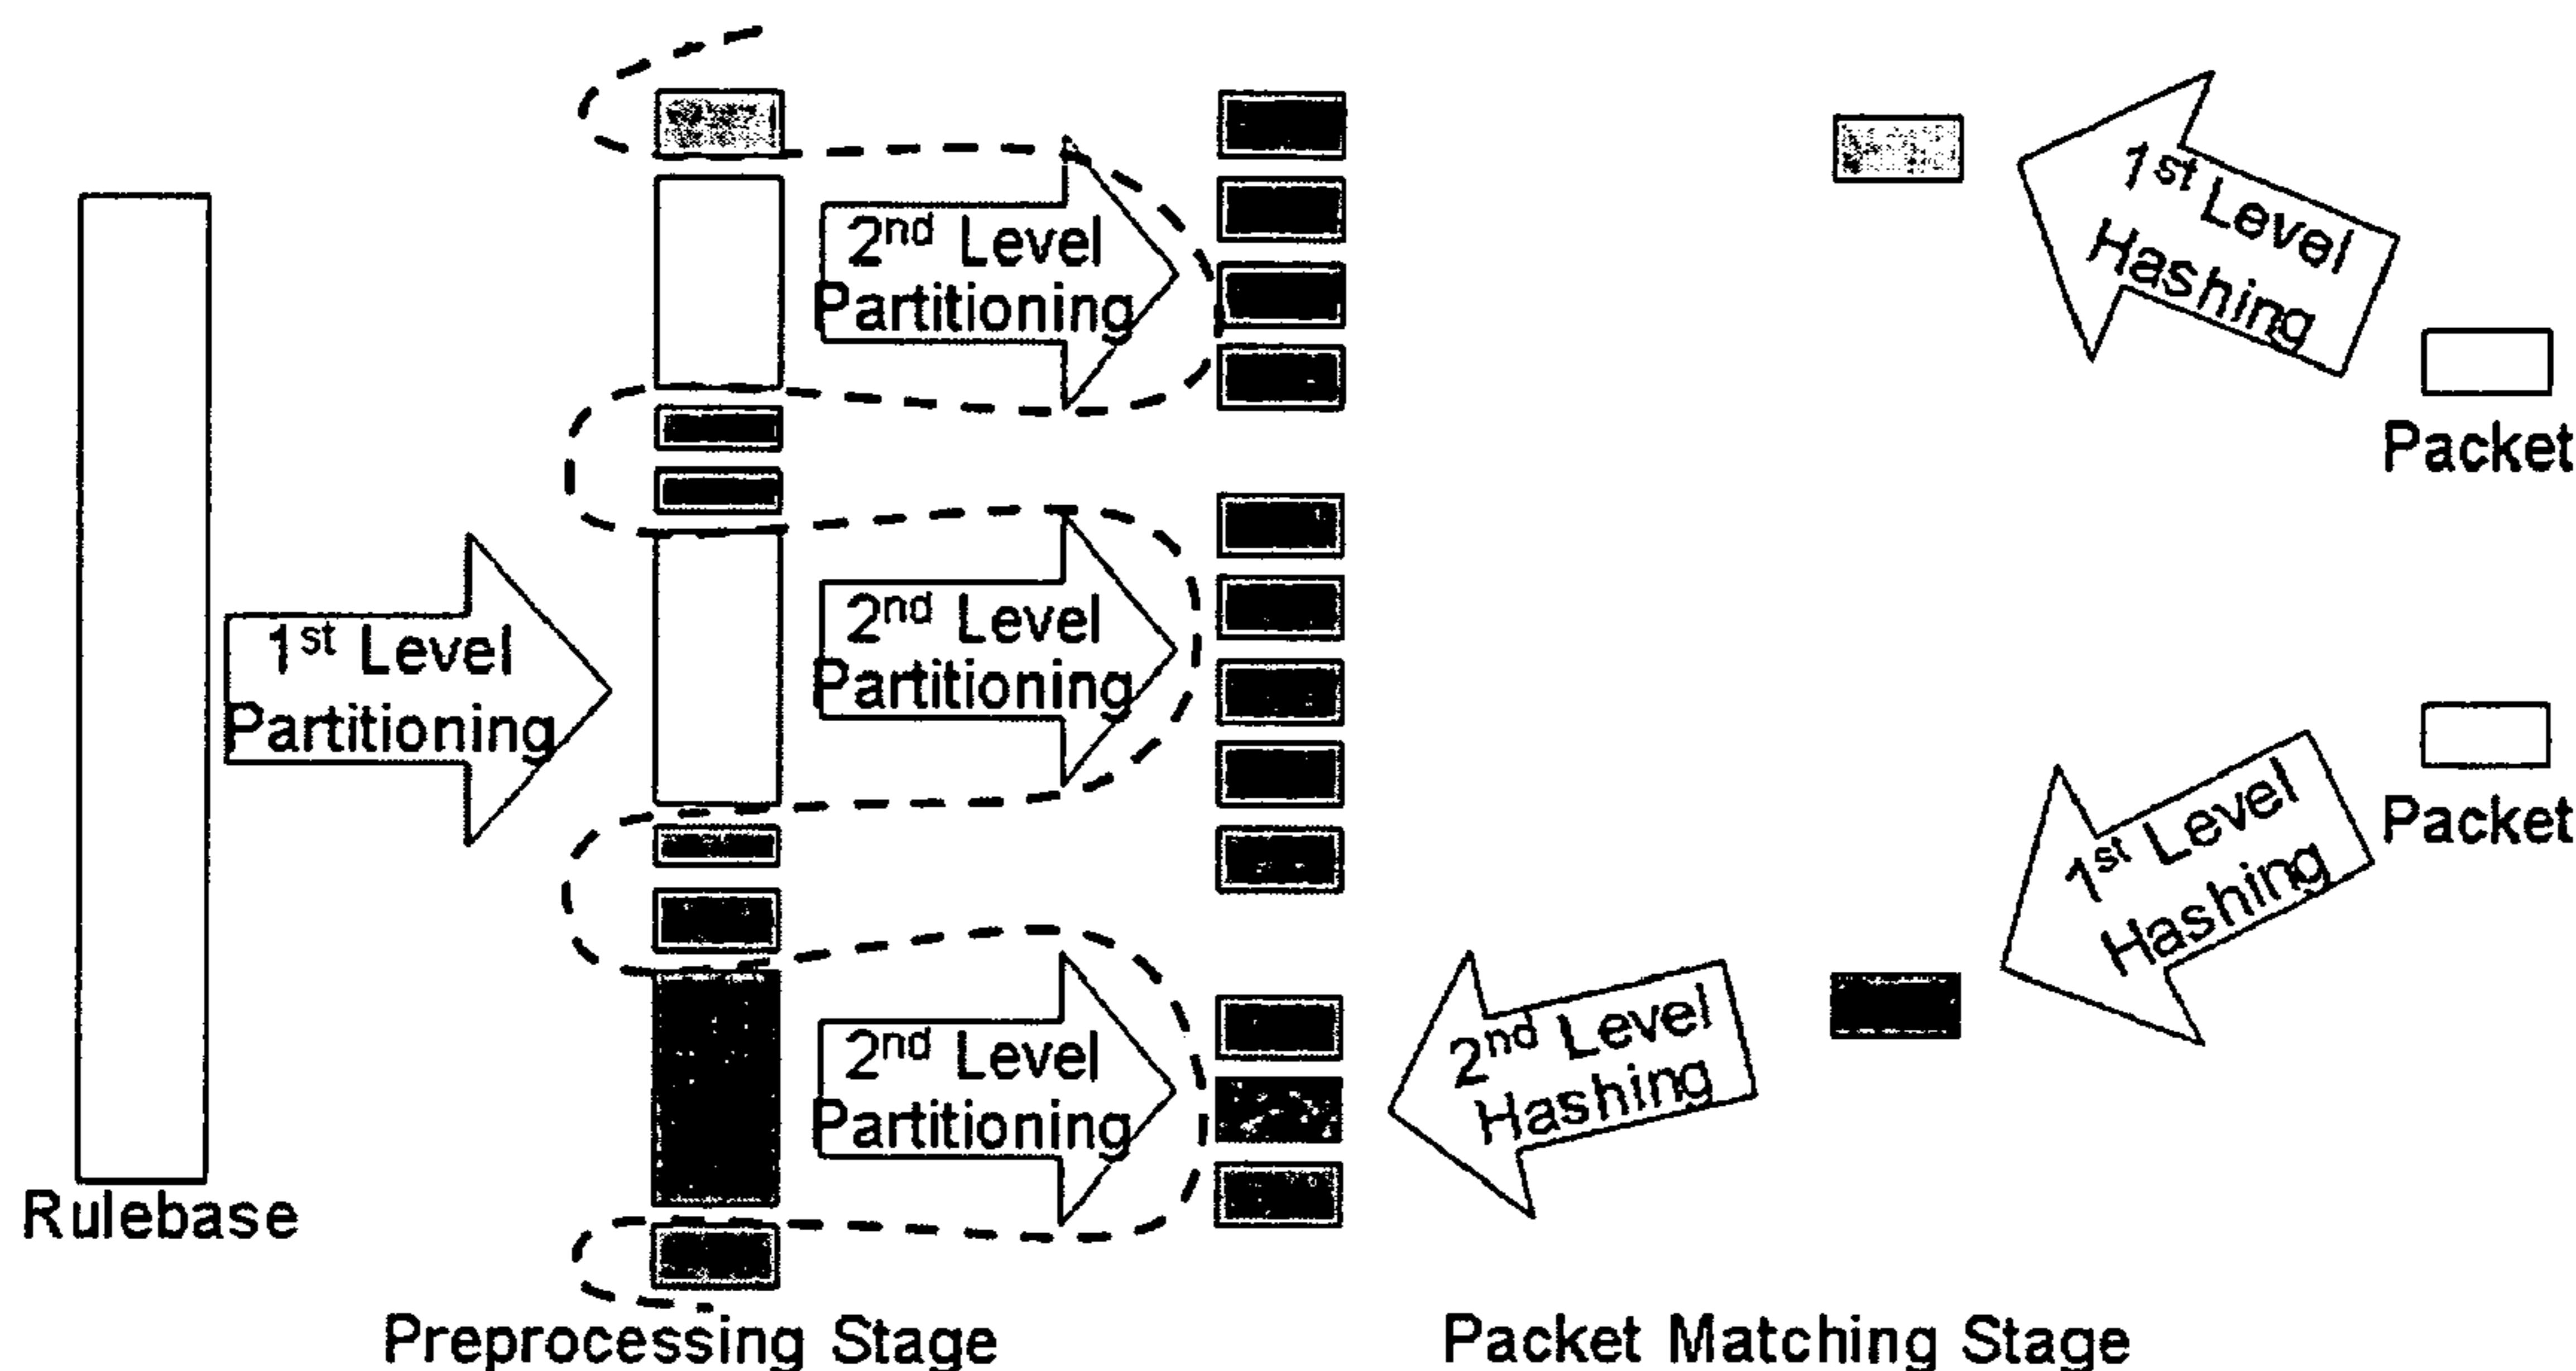 1st Level
Hashing
2nd Level
Partitioning
Packet
1st Level
Partitioning
2nd Level
Partitioning
Packet
1st Level
Hashing
2nd Level
Hashing
2nd Level
Partitioning
Rulebase
Preprocessing Stage
Packet Matching Stage